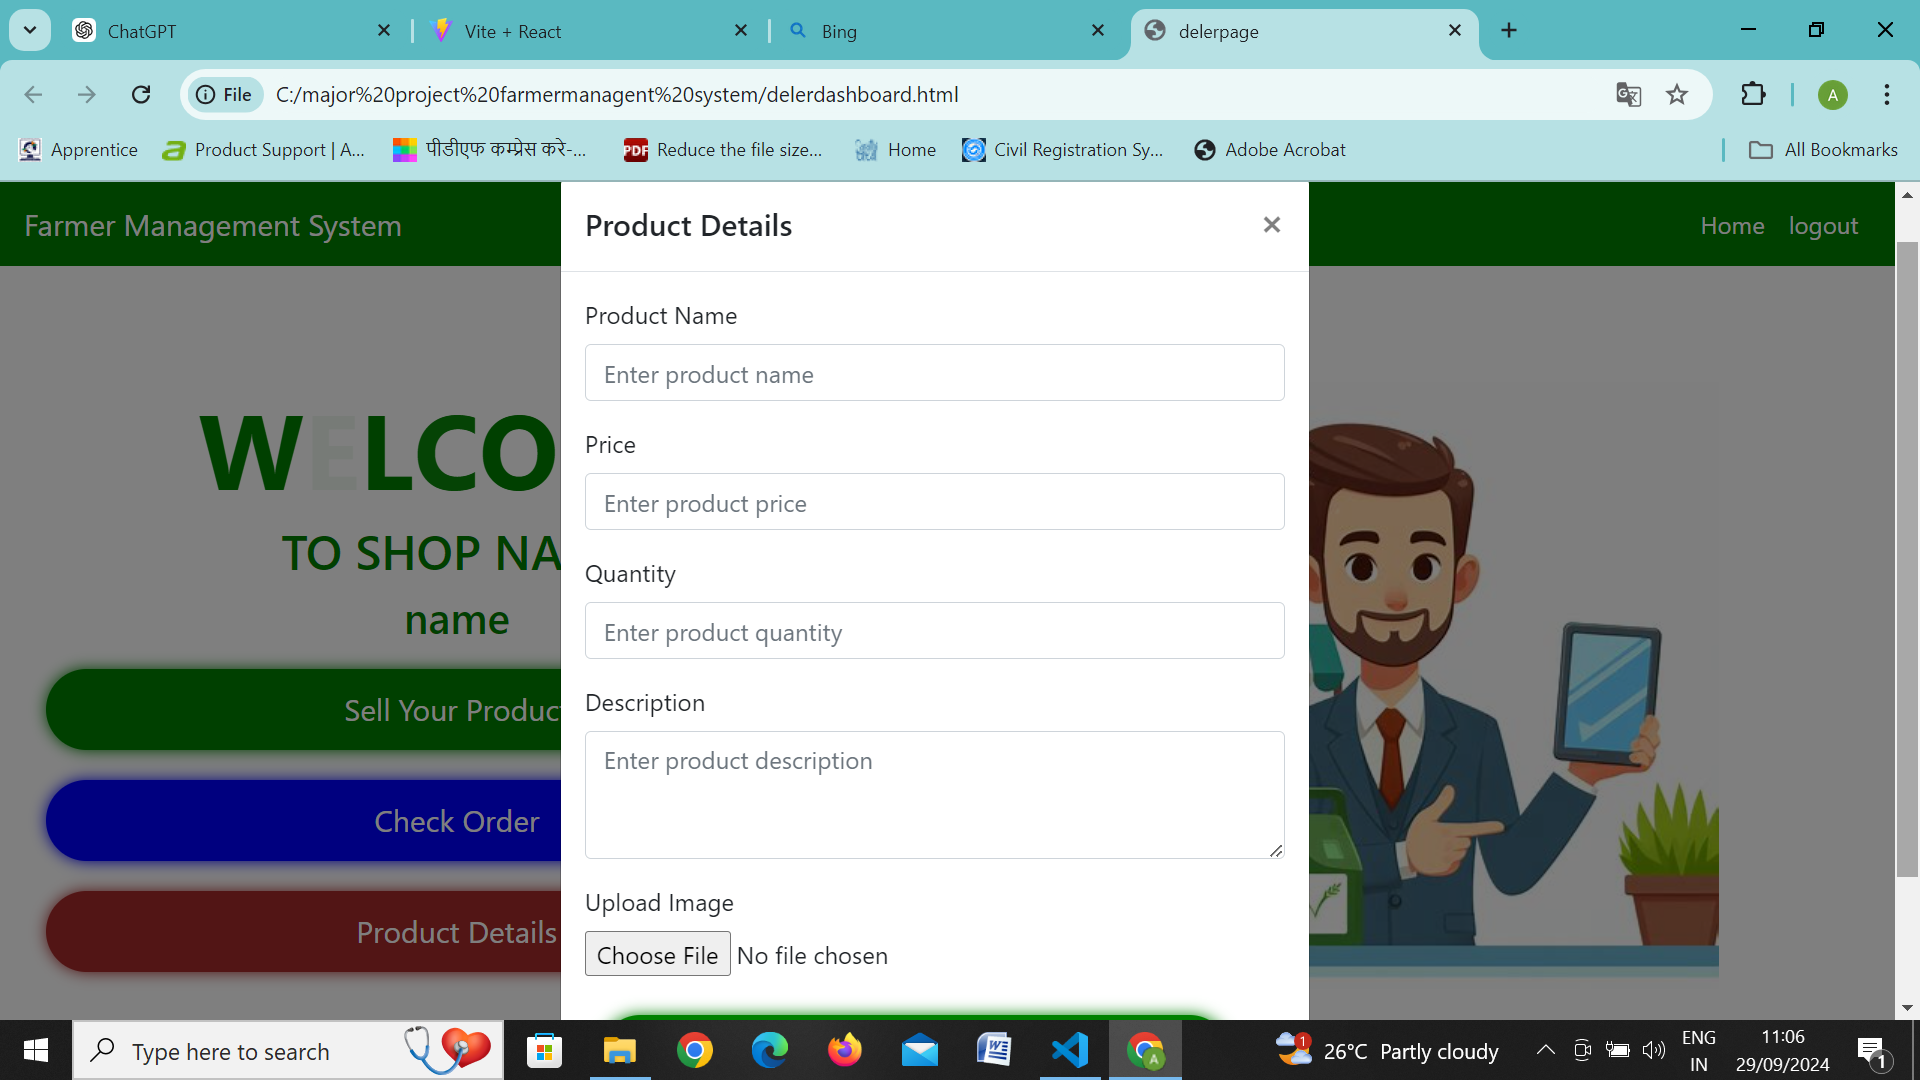 ChatGPT
Vite + React
Bing
delerpage
File
C:/major%20project%20farmermanagent%20system/delerdashboard.html
A
Apprentice
Product Support | A...
पीडीएफ कम्प्रेस करे-...
PDF
Reduce the file size...
Home
Civil Registration Sy...
Adobe Acrobat
All Bookmarks
Farmer Management System
Home
logout
Product Details
×
Product Name
Enter product name
Price
Enter product price
Quantity
Enter product quantity
Description
Enter product description
Upload Image
Choose File No file chosen
WELCO
TO SHOP NA
name
Sell Your Product
Check Order
Product Details
Type here to search
A
1
26°C Partly cloudy
ENG
IN
11:06
29/09/2024
1